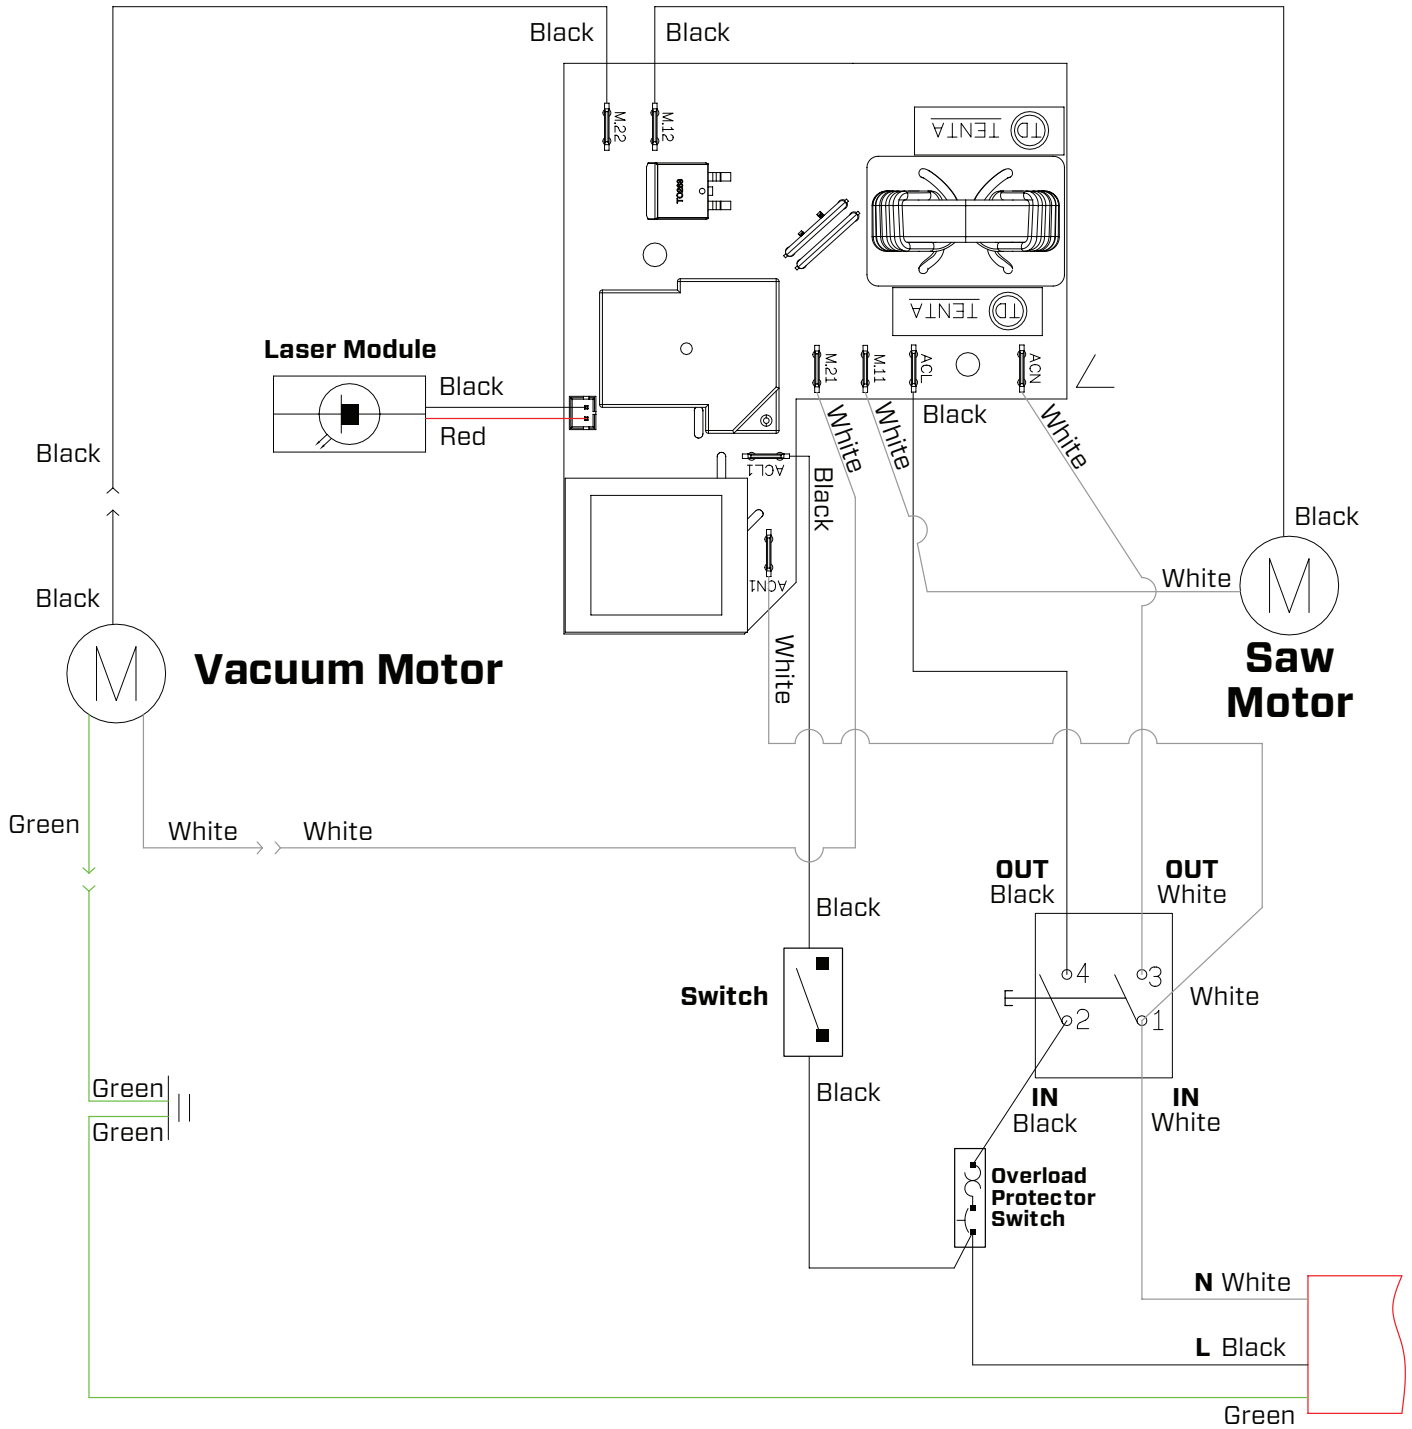 Black
Black
M.22
M.12
TENTA
TD
TO263
TENTA
TD
Laser Module
Black
Red
M.21
M.11
ACL
ACN
White
White
Black
White
Black
ACL1
Black
Black
M
White
Saw
Motor
ACN1
White
Black
M
Vacuum Motor
Green
White
White
OUT
Black
OUT
White
Black
Switch
4
3
E
2
1
White
Black
IN
Black
IN
White
Green
Green
Overload
Protector
Switch
N White
L Black
Green